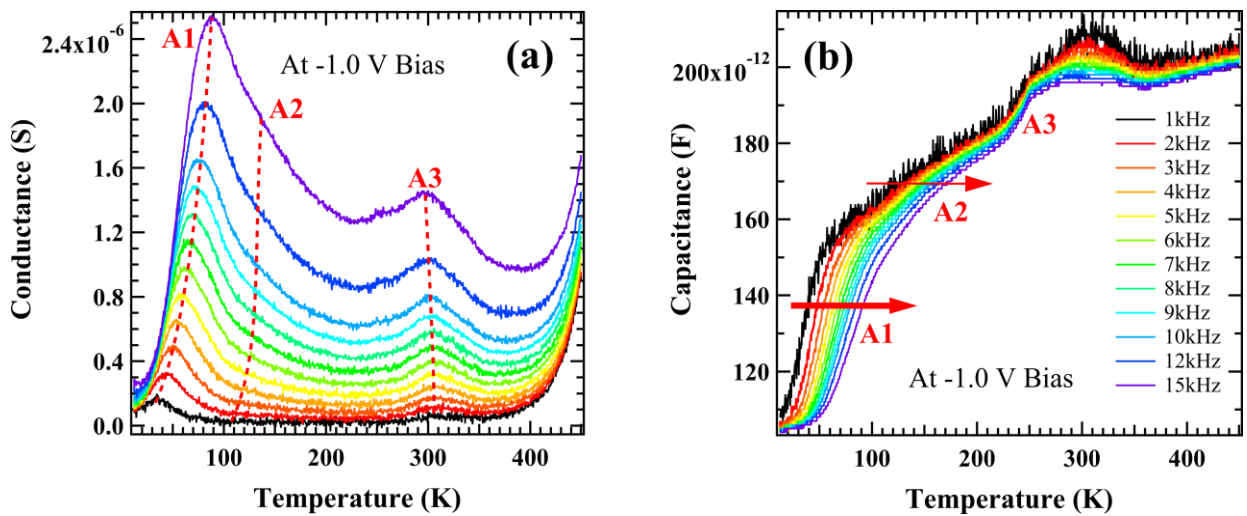 (a)
At -1.0 V Bias
A1
A2
A3
2.4x10⁻⁶
2.0
1.6
1.2
0.8
0.4
0.0
Conductance (S)
100
200
300
400
Temperature (K)
(b)
200x10⁻¹²
180
160
140
120
Capacitance (F)
A3
A2
A1
At -1.0 V Bias
1kHz
2kHz
3kHz
4kHz
5kHz
6kHz
7kHz
8kHz
9kHz
10kHz
12kHz
15kHz
100
200
300
400
Temperature (K)